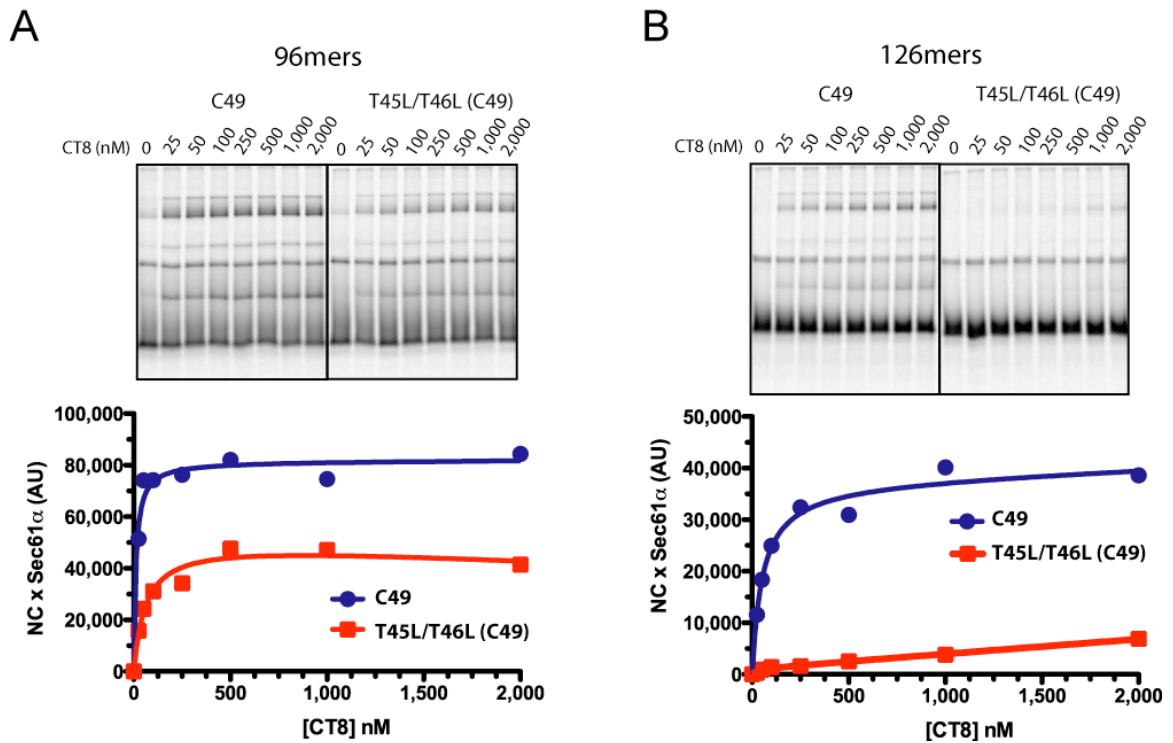 A
96mers
C49 T45L/T46L (C49)
CT8 (nM) 0 25 50 100 250 500 1,000 2,000 0 25 50 100 250 500 1,000 2,000
100,000
80,000
60,000
40,000
20,000
0
NC x Sec61α (AU)
C49
T45L/T46L (C49)
0 500 1,000 1,500 2,000
[CT8] nM
B
126mers
C49 T45L/T46L (C49)
CT8 (nM) 0 25 50 100 250 500 1,000 2,000 0 25 50 100 250 500 1,000 2,000
50,000
40,000
30,000
20,000
10,000
0
NC x Sec61α (AU)
C49
T45L/T46L (C49)
0 500 1,000 1,500 2,000
[CT8] nM